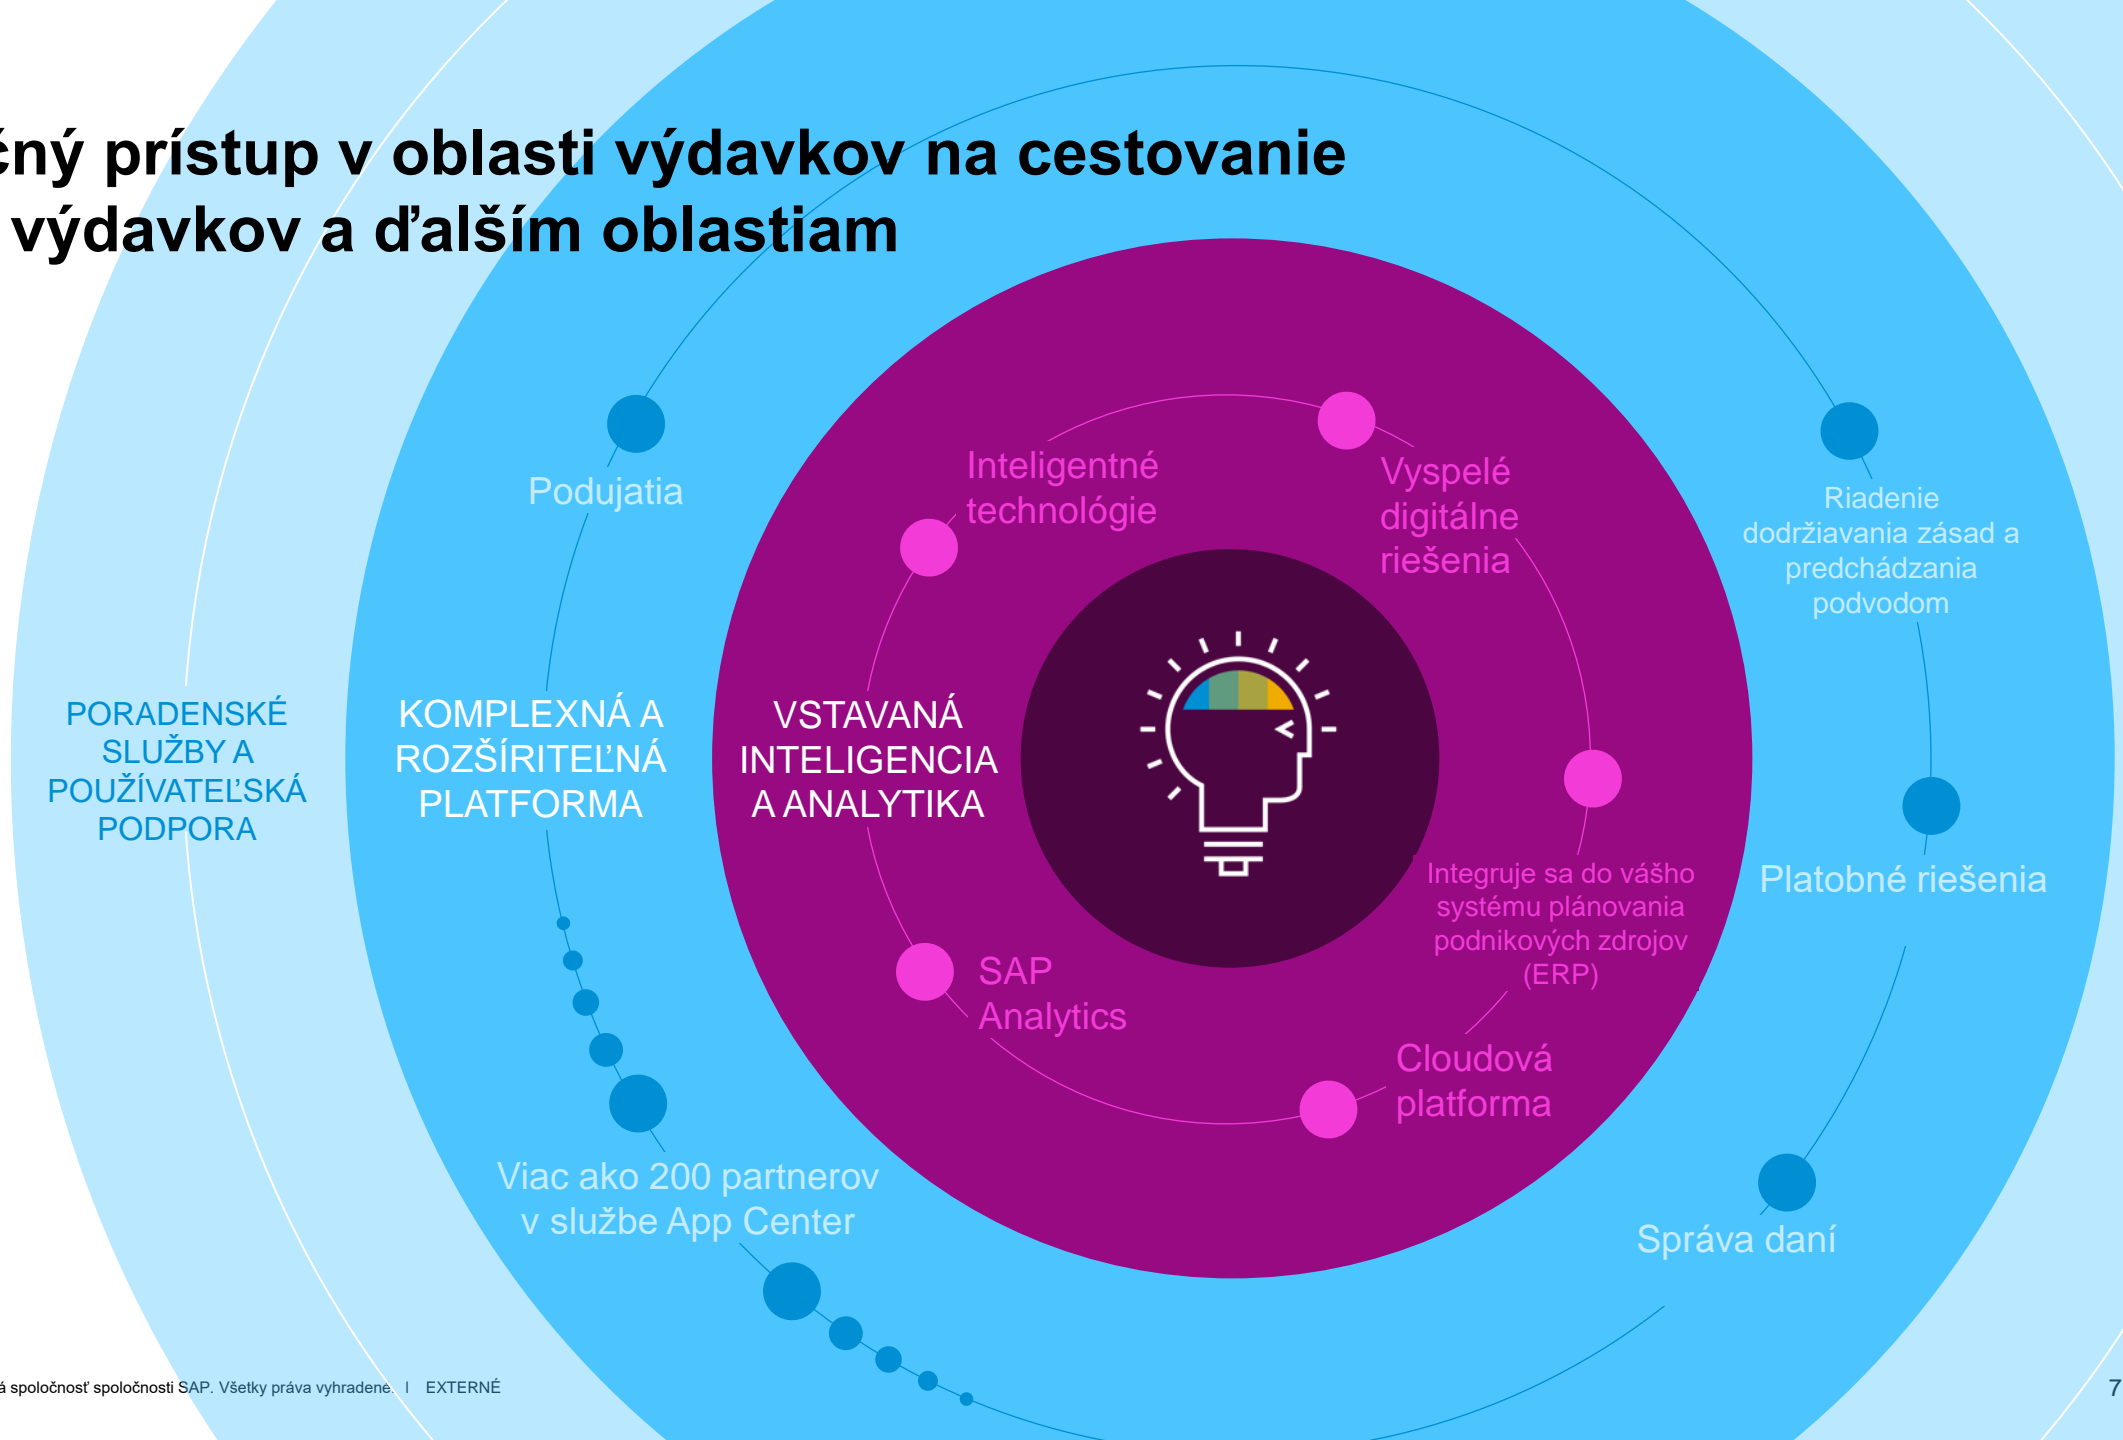 prístup v oblasti výdavkov na cestovanie
výdavkov a ďalším oblastiam
Podujatia
Inteligentné
technológie
Vyspelé
digitálne
riešenia
Riadenie
dodržiavania zásad a
predchádzania
podvodom
PORADENSKÉ
SLUŽBY A
POUŽÍVATEĽSKÁ
PODPORA
KOMPLEXNÁ A
ROZŠÍRITEĽNÁ
PLATFORMA
VSTAVANÁ
INTELIGENCIA
A ANALYTIKA
Integruje sa do vášho
systému plánovania
podnikových zdrojov
(ERP)
Platobné riešenia
SAP
Analytics
Cloudová
platforma
Viac ako 200 partnerov
v službe App Center
Správa daní
spoločnosť spoločnosti SAP. Všetky práva vyhradené. | EXTERNÉ
7